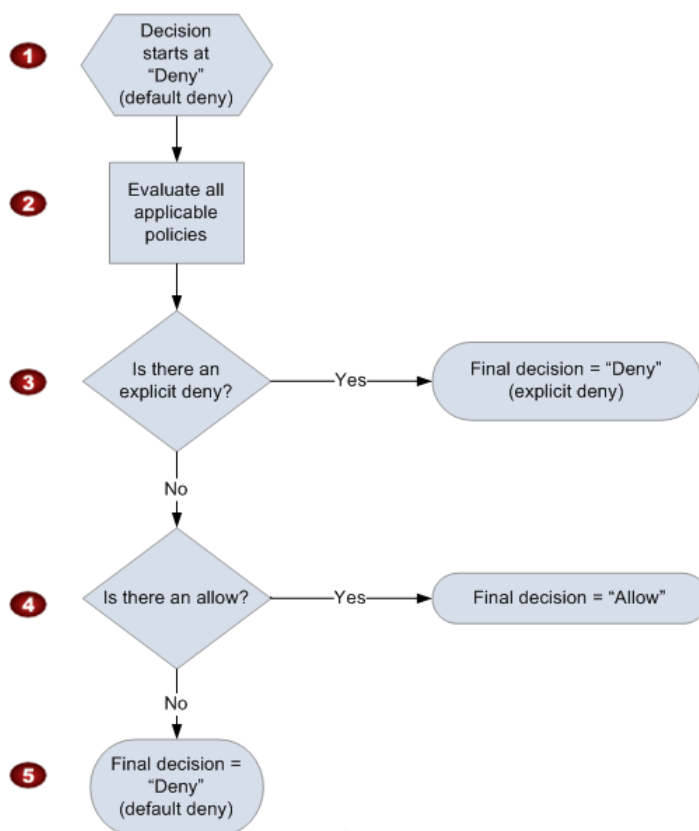 1
Decision
starts at
“Deny”
(default deny)
2
Evaluate all
applicable
policies
3
Is there an
explicit deny?
Yes
Final decision = “Deny”
(explicit deny)
No
4
Is there an allow?
Yes
Final decision = “Allow”
No
5
Final decision =
“Deny”
(default deny)